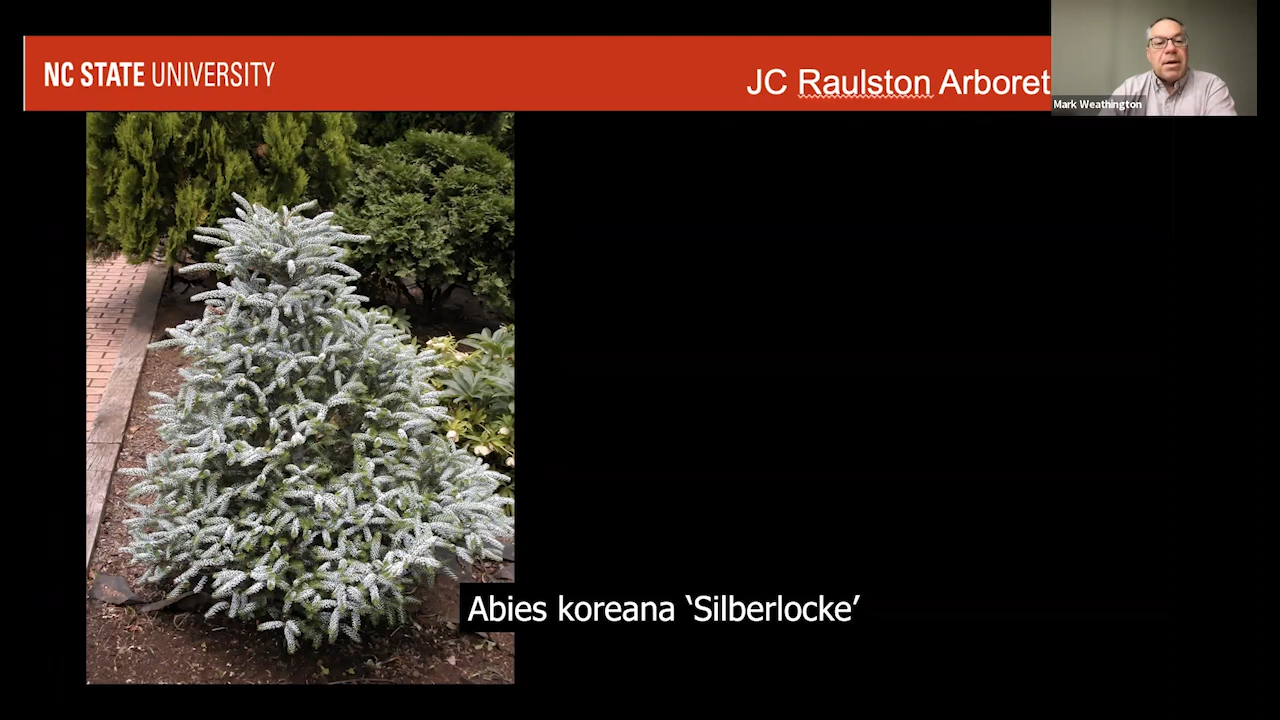 NC STATE UNIVERSITY
JC Raulston Arboret
Mark Weathington
Abies koreana ‘Silberlocke’